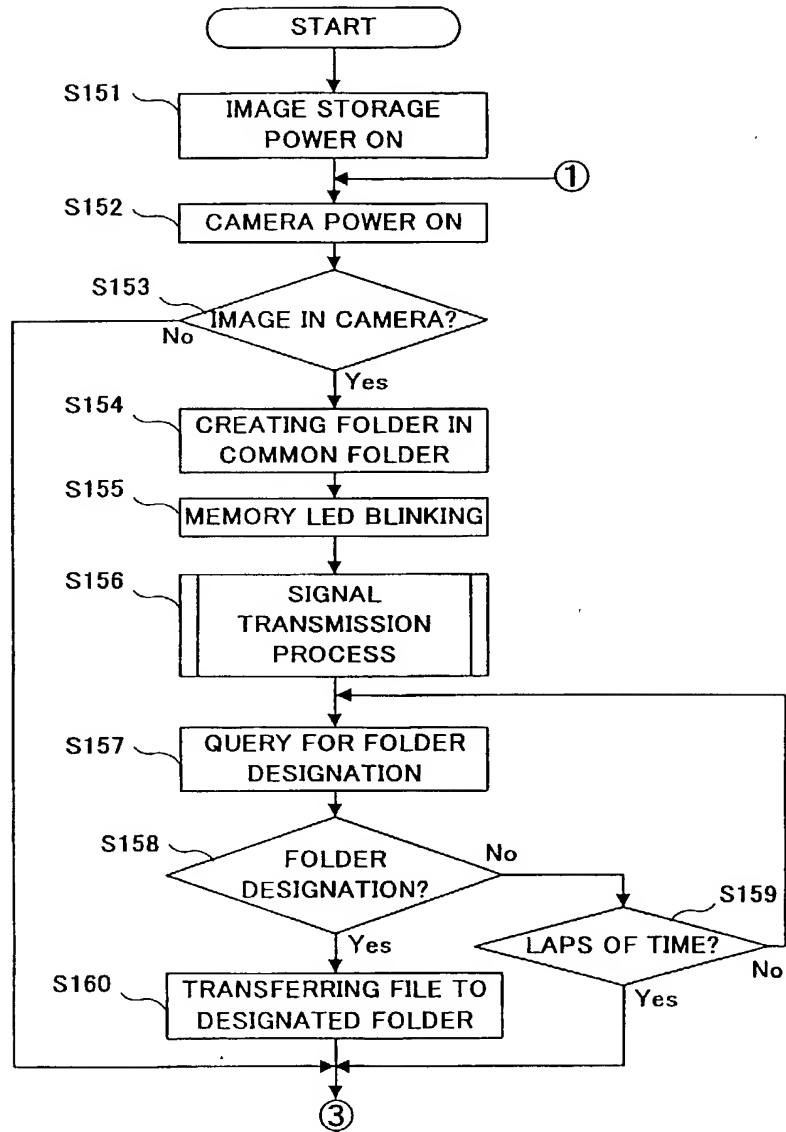 START
S151
IMAGE STORAGE
POWER ON
①
S152
CAMERA POWER ON
S153
IMAGE IN CAMERA?
No
Yes
S154
CREATING FOLDER IN
COMMON FOLDER
S155
MEMORY LED BLINKING
S156
SIGNAL
TRANSMISSION
PROCESS
S157
QUERY FOR FOLDER
DESIGNATION
S158
FOLDER
DESIGNATION?
No
Yes
S159
LAPS OF TIME?
No
Yes
S160
TRANSFERRING FILE TO
DESIGNATED FOLDER
③